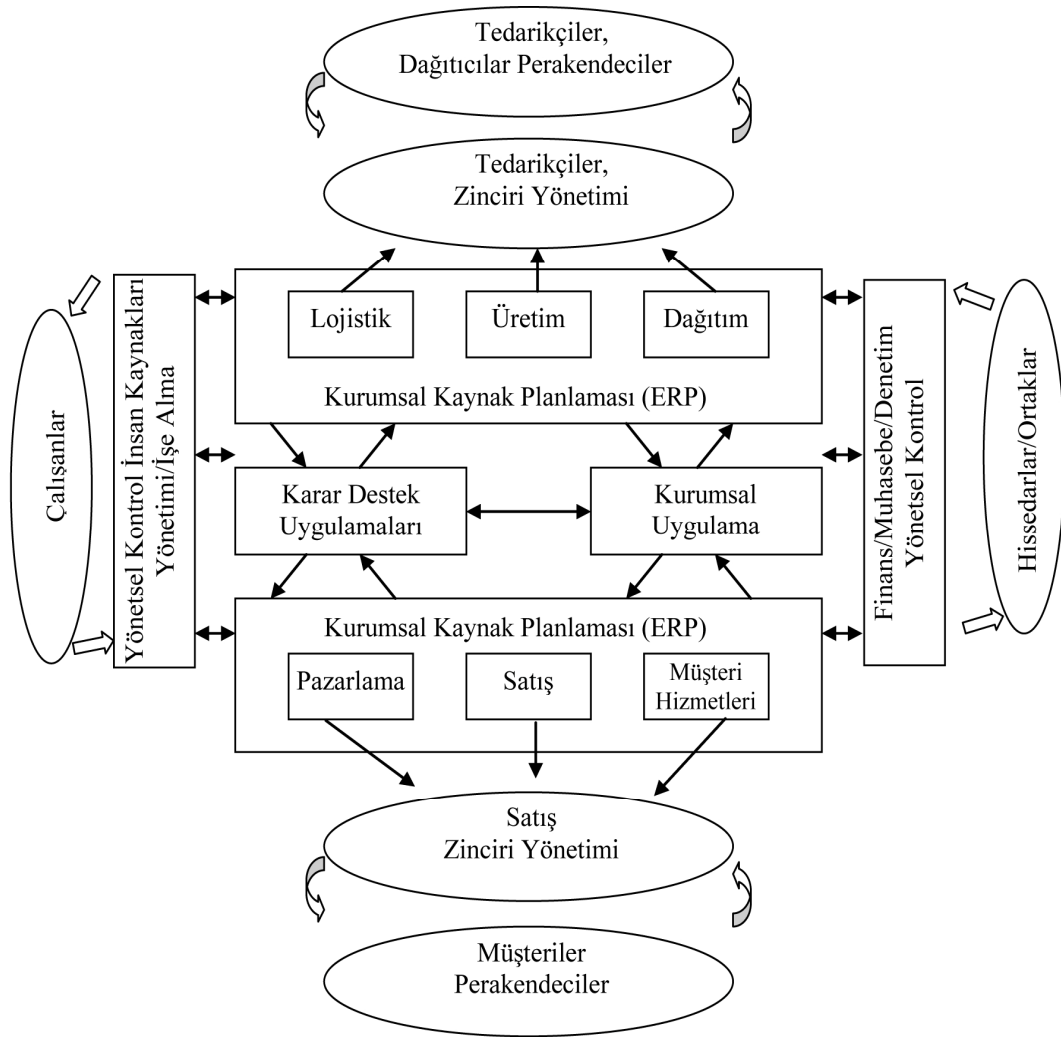 Tedarikçiler,
Dağıtıcılar Perakendeciler
Tedarikçiler,
Zinciri Yönetimi
Lojistik
Üretim
Dağıtım
Kurumsal Kaynak Planlaması (ERP)
Çalışanlar
Yönetsel Kontrol İnsan Kaynakları
Yönetimi/İşe Alma
Karar Destek
Uygulamaları
Kurumsal
Uygulama
Finans/Muhasebe/Denetim
Yönetsel Kontrol
Hissedarlar/Ortaklar
Kurumsal Kaynak Planlaması (ERP)
Pazarlama
Satış
Müşteri
Hizmetleri
Satış
Zinciri Yönetimi
Müşteriler
Perakendeciler